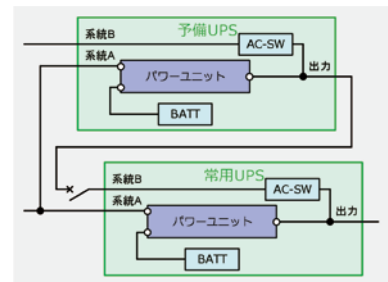 予備UPS
系統B
AC-SW
系統A
パワーユニット
出力
BATT
常用UPS
系統B
AC-SW
系統A
パワーユニット
出力
BATT